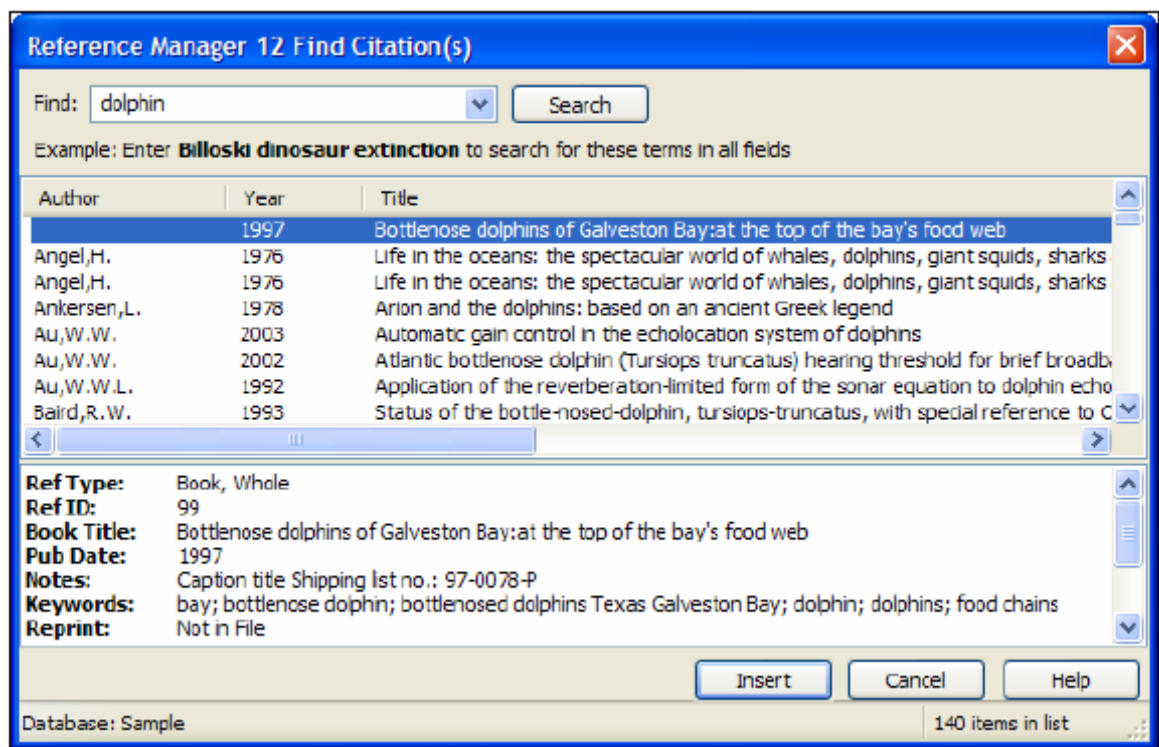 Reference Manager 12 Find Citation(s)
Find: dolphin Search
Example: Enter Billoski dinosaur extinction to search for these terms in all fields
Author Year Title
1997 Bottlenose dolphins of Galveston Bay:at the top of the bay's food web
Angel,H. 1976 Life in the oceans: the spectacular world of whales, dolphins, giant squids, sharks
Angel,H. 1976 Life in the oceans: the spectacular world of whales, dolphins, giant squids, sharks
Ankersen,L. 1978 Arion and the dolphins: based on an ancient Greek legend
Au,W.W. 2003 Automatic gain control in the echolocation system of dolphins
Au,W.W. 2002 Atlantic bottlenose dolphin (Tursiops truncatus) hearing threshold for brief broadb
Au,W.W.L. 1992 Application of the reverberation-limited form of the sonar equation to dolphin echo
Baird,R.W. 1993 Status of the bottle-nosed-dolphin, tursiops-truncatus, with special reference to C
Ref Type: Book, Whole
Ref ID: 99
Book Title: Bottlenose dolphins of Galveston Bay:at the top of the bay's food web
Pub Date: 1997
Notes: Caption title Shipping list no.: 97-0078-P
Keywords: bay; bottlenose dolphin; bottlenosed dolphins Texas Galveston Bay; dolphin; dolphins; food chains
Reprint: Not in File
Insert Cancel Help
Database: Sample 140 items in list